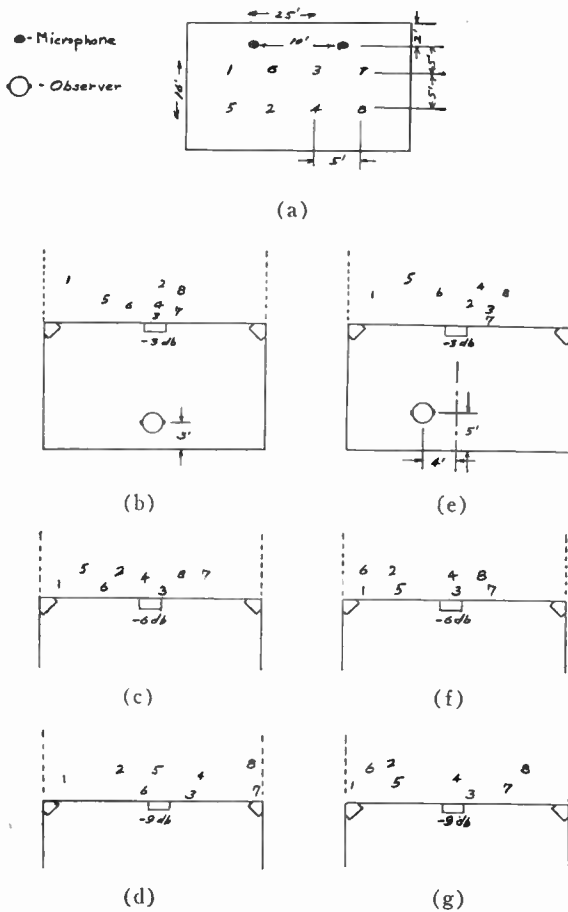 25'
- Microphone
10'
2'
5'
5'
16'
1 6 3 7
5 2 4 8
- Observer
5'
(a)
1
2 8
5 6 4 7
3
-3 db
3'
(b)
5 4
1 6 8
2 3
7
-3 db
5'
4'
(e)
5 2 4 8 7
1 6 3
-6 db
(c)
6 2 4 8
1 5 3 7
-6 db
(f)
2 5 8
1 4
6 3 7
-9 db
(d)
6 2 8
1 5 4 7
3
-9 db
(g)